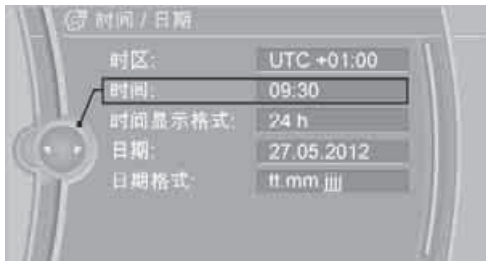 时间 / 日期
时区: UTC +01:00
时间: 09:30
时间显示格式: 24 h
日期: 27.05.2012
日期格式: tt.mm.jjjj